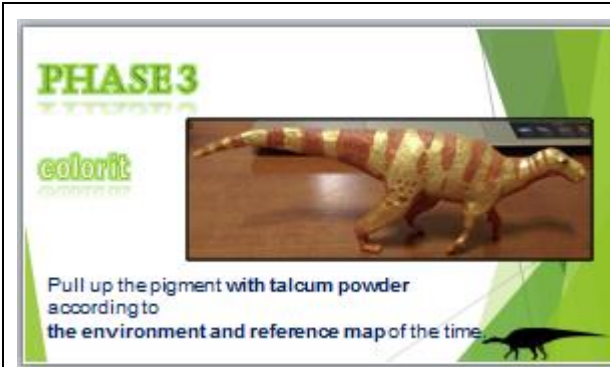 PHASE 3
colorit
Pull up the pigment with talcum powder
according to
the environment and reference map of the time.